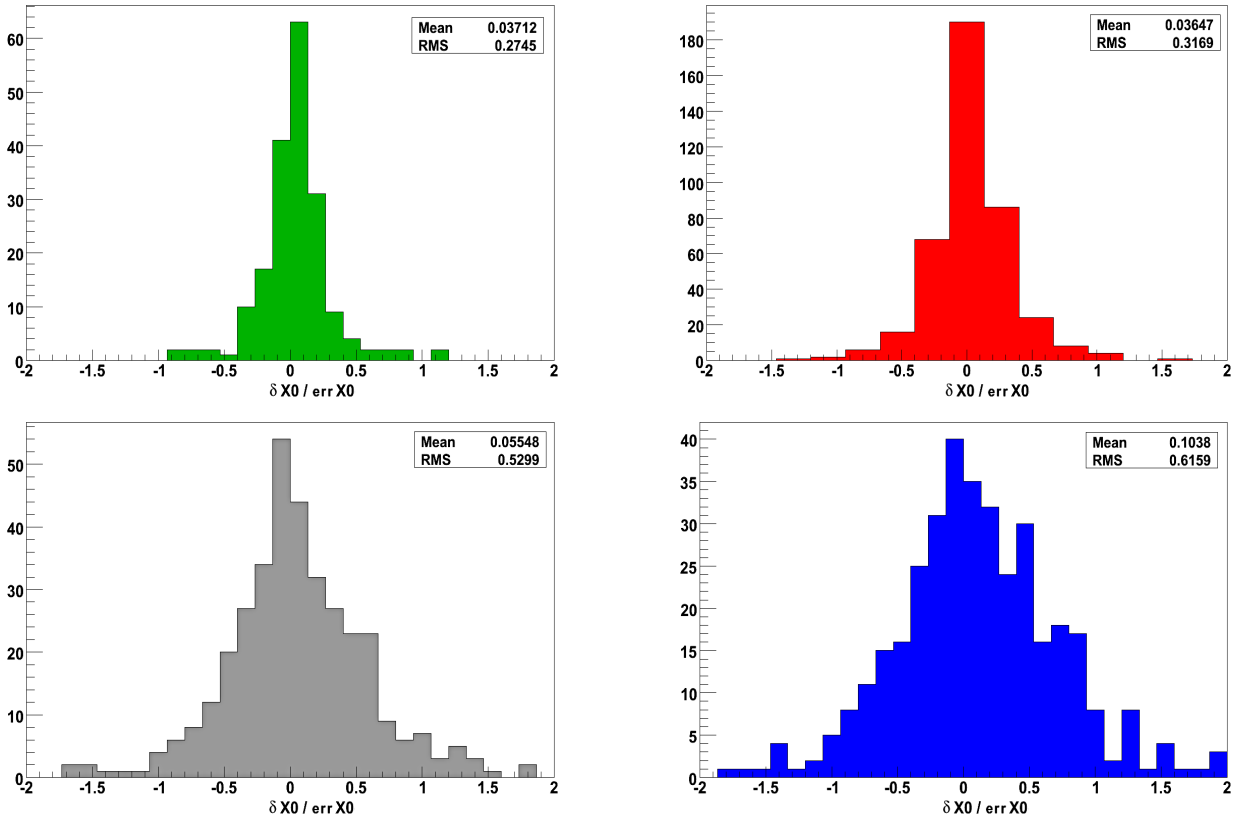 Mean 0.03712
RMS 0.2745
60
50
40
30
20
10
0
-2 -1.5 -1 -0.5 0 0.5 1 1.5 2
δ X0 / err X0
Mean 0.03647
RMS 0.3169
180
160
140
120
100
80
60
40
20
0
-2 -1.5 -1 -0.5 0 0.5 1 1.5 2
δ X0 / err X0
Mean 0.05548
RMS 0.5299
50
40
30
20
10
0
-2 -1.5 -1 -0.5 0 0.5 1 1.5 2
δ X0 / err X0
Mean 0.1038
RMS 0.6159
40
35
30
25
20
15
10
5
0
-2 -1.5 -1 -0.5 0 0.5 1 1.5 2
δ X0 / err X0